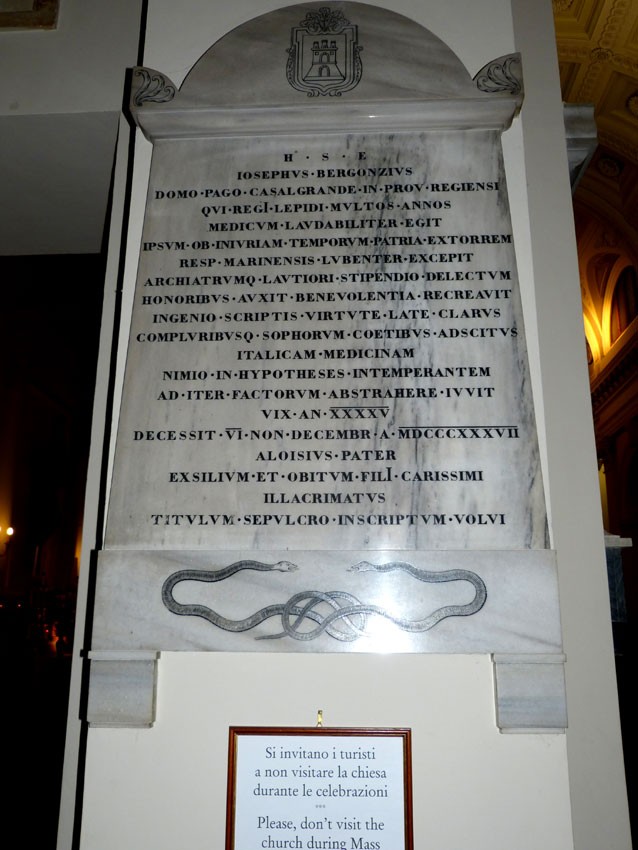 H · S · E
IOSEPHVS · BERGONZIVS
DOMO · PAGO · CASALGRANDE · IN · PROV · REGIENSI
QVI · REGI · LEPIDI · MVLTOS · ANNOS
MEDICVM · LAVDABILITER · EGIT
IPSVM · OB · INIVRIAM · TEMPORVM · PATRIA · EXTORREM
RESP · MARINENSIS · LVBENTER · EXCEPIT
ARCHIATRVMQ · LAVTIORI · STIPENDIO · DELECTVM
HONORIBVS · AVXIT · BENEVOLENTIA · RECREAVIT
INGENIO · SCRIPTIS · VIRTVTE · LATE · CLARVS
COMPLVRIBVSQ · SOPHORVM · COETIBVS · ADSCITVS
ITALICAM · MEDICINAM
NIMIO · IN · HYPOTHESES · INTEMPERANTEM
AD · ITER · FACTORVM · ABSTRAHERE · IVVIT
VIX · AN · XXXXV
DECESSIT · VI · NON · DECEMBR · A · MDCCCXXXVII
ALOISIVS · PATER
EXSILIVM · ET · OBITVM · FILI · CARISSIMI
ILLACRIMATVS
TITVLVM · SEPVLCRO · INSCRIPTVM · VOLVI
Si invitano i turisti
a non visitare la chiesa
durante le celebrazioni
***
Please, don't visit the
church during Mass